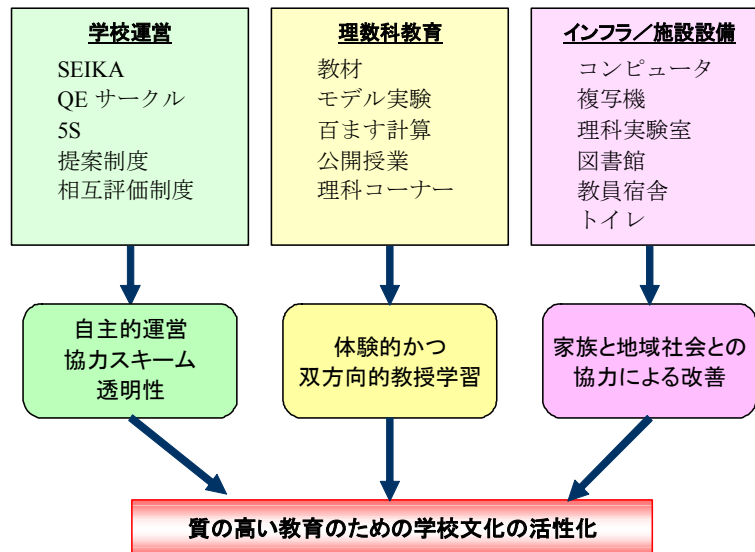 学校運営
SEIKA
QE サークル
5S
提案制度
相互評価制度
理数科教育
教材
モデル実験
百ます計算
公開授業
理科コーナー
インフラ／施設設備
コンピュータ
複写機
理科実験室
図書館
教員宿舎
トイレ
自主的運営
協力スキーム
透明性
体験的かつ
双方向的教授学習
家族と地域社会との
協力による改善
質の高い教育のための学校文化の活性化